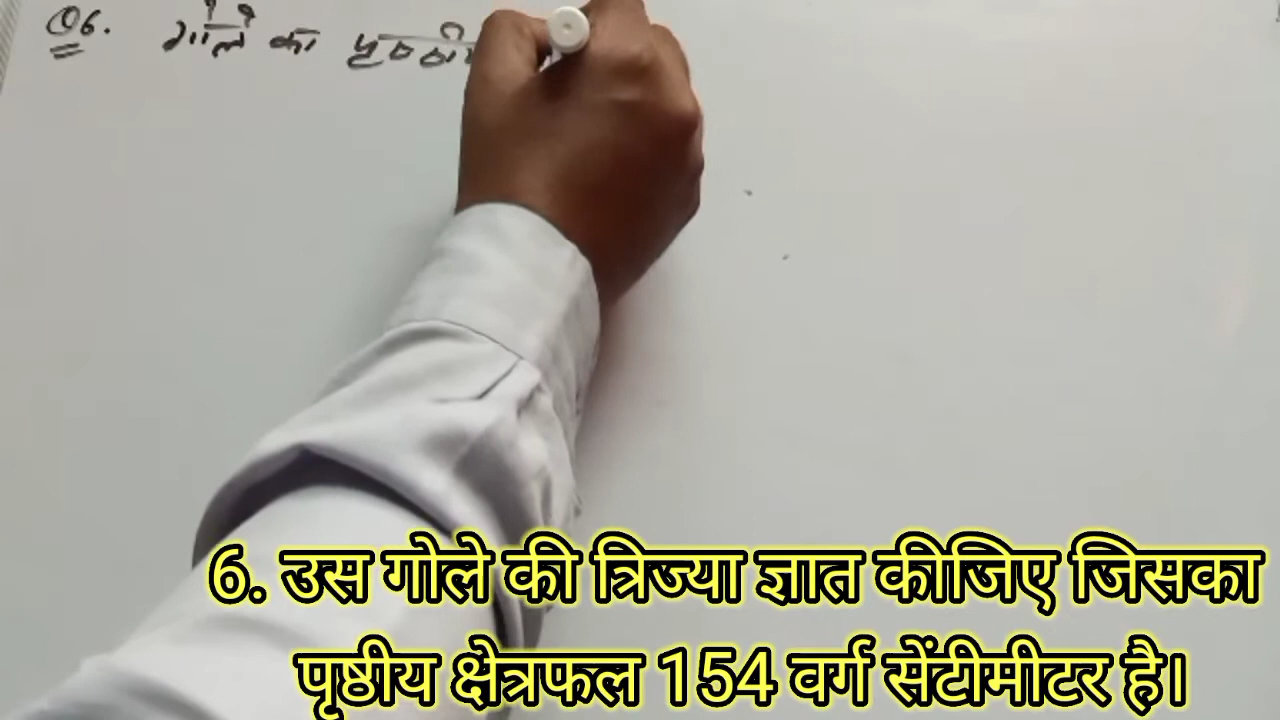 Q6. गोले का
6. उस गोले की त्रिज्या ज्ञात कीजिए जिसका
पृष्ठीय क्षेत्रफल 154 वर्ग सेंटीमीटर है।